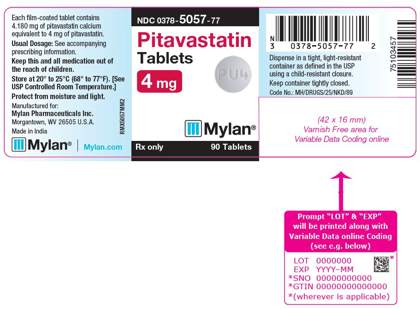 Each film-coated tablet contains
4.180 mg of pitavastatin calcium
equivalent to 4 mg of pitavastatin.
Usual Dosage: See accompanying
prescribing information.
Keep this and all medication out of
the reach of children.
Store at 20° to 25°C (68° to 77°F). [See
USP Controlled Room Temperature.]
Protect from moisture and light.
Manufactured for:
Mylan Pharmaceuticals Inc.
Morgantown, WV 26505 U.S.A.
Made in India
Mylan®
Mylan.com
RMX5057MM2
NDC 0378-5057-77
Pitavastatin
Tablets
4 mg
PU4
Mylan®
Rx only
90 Tablets
N
3
0378-5057-77
2
75103457
Dispense in a tight, light-resistant
container as defined in the USP
using a child-resistant closure.
Keep container tightly closed.
Code No.: MH/DRUGS/25/NKD/89
(42 x 16 mm)
Varnish Free area for
Variable Data Coding online
Prompt "LOT" & "EXP"
will be printed along with
Variable Data online Coding
(see e.g. below)
LOT 0000000
EXP YYYY-MM
*
*SNO 00000000000
*GTIN 00000000000000
*(wherever is applicable)